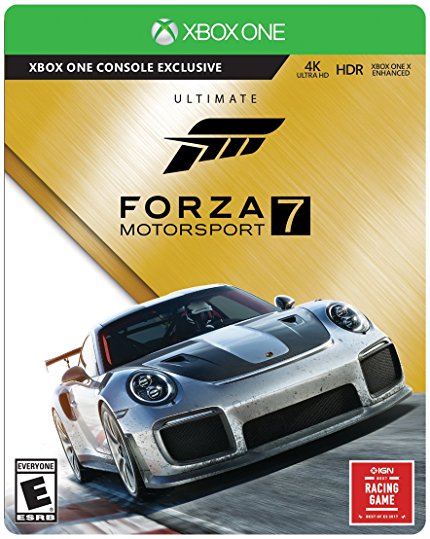 XBOX ONE
XBOX ONE CONSOLE EXCLUSIVE
4K
ULTRA HD
HDR
XBOX ONE X
ENHANCED
ULTIMATE
FORZA
MOTORSPORT 7
EVERYONE
E
ESRB
IGN
BEST
RACING
GAME
BEST OF E3 2017